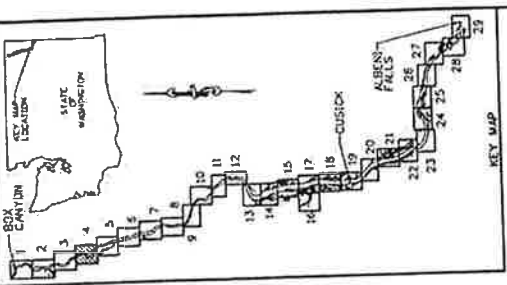 BOX
CANYON
KEY MAP
LOCATION
STATE
OF
WASHINGTON
1
2
3
4
5
6
7
8
9
10
11
12
13
14
15
16
17
18
19
CUSICK
20
21
22
23
24
25
26
27
28
29
ALBENI
FALLS
KEY MAP